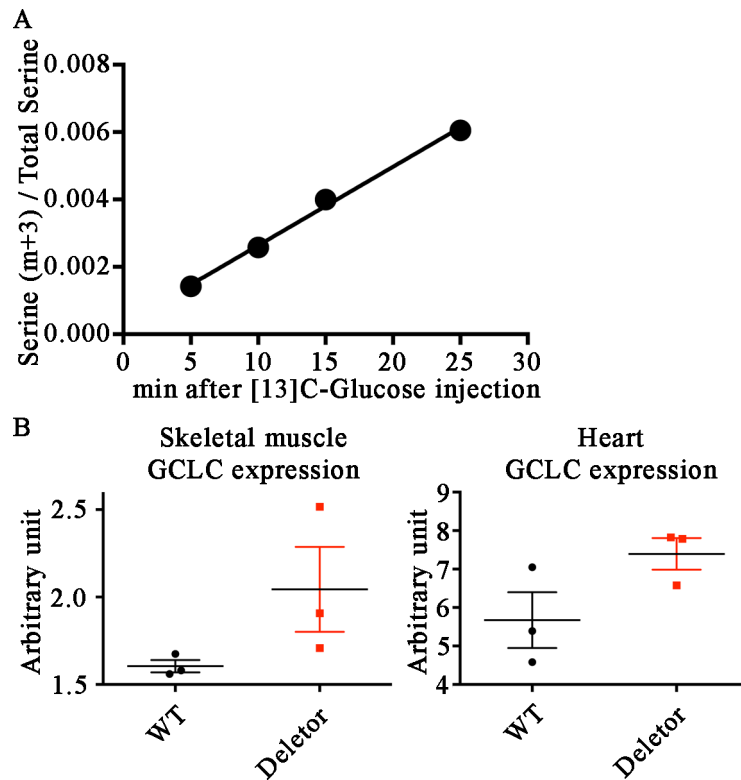 A
Serine (m+3) / Total Serine
0.008
0.006
0.004
0.002
0.000
0 5 10 15 20 25 30
min after [13]C-Glucose injection
B
Skeletal muscle
GCLC expression
Arbitrary unit
2.5
2.0
1.5
WT
Deletor
Heart
GCLC expression
Arbitrary unit
9
8
7
6
5
4
WT
Deletor